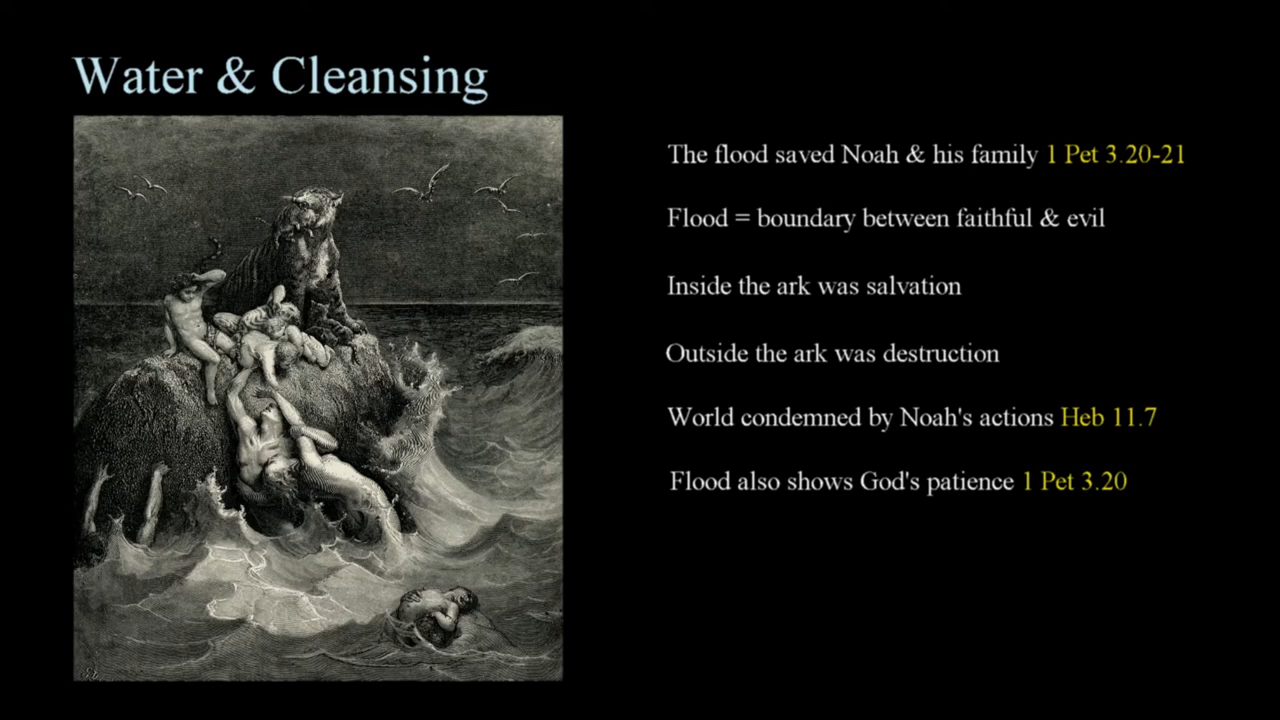 Water & Cleansing
The flood saved Noah & his family 1 Pet 3.20-21
Flood = boundary between faithful & evil
Inside the ark was salvation
Outside the ark was destruction
World condemned by Noah's actions Heb 11.7
Flood also shows God's patience 1 Pet 3.20